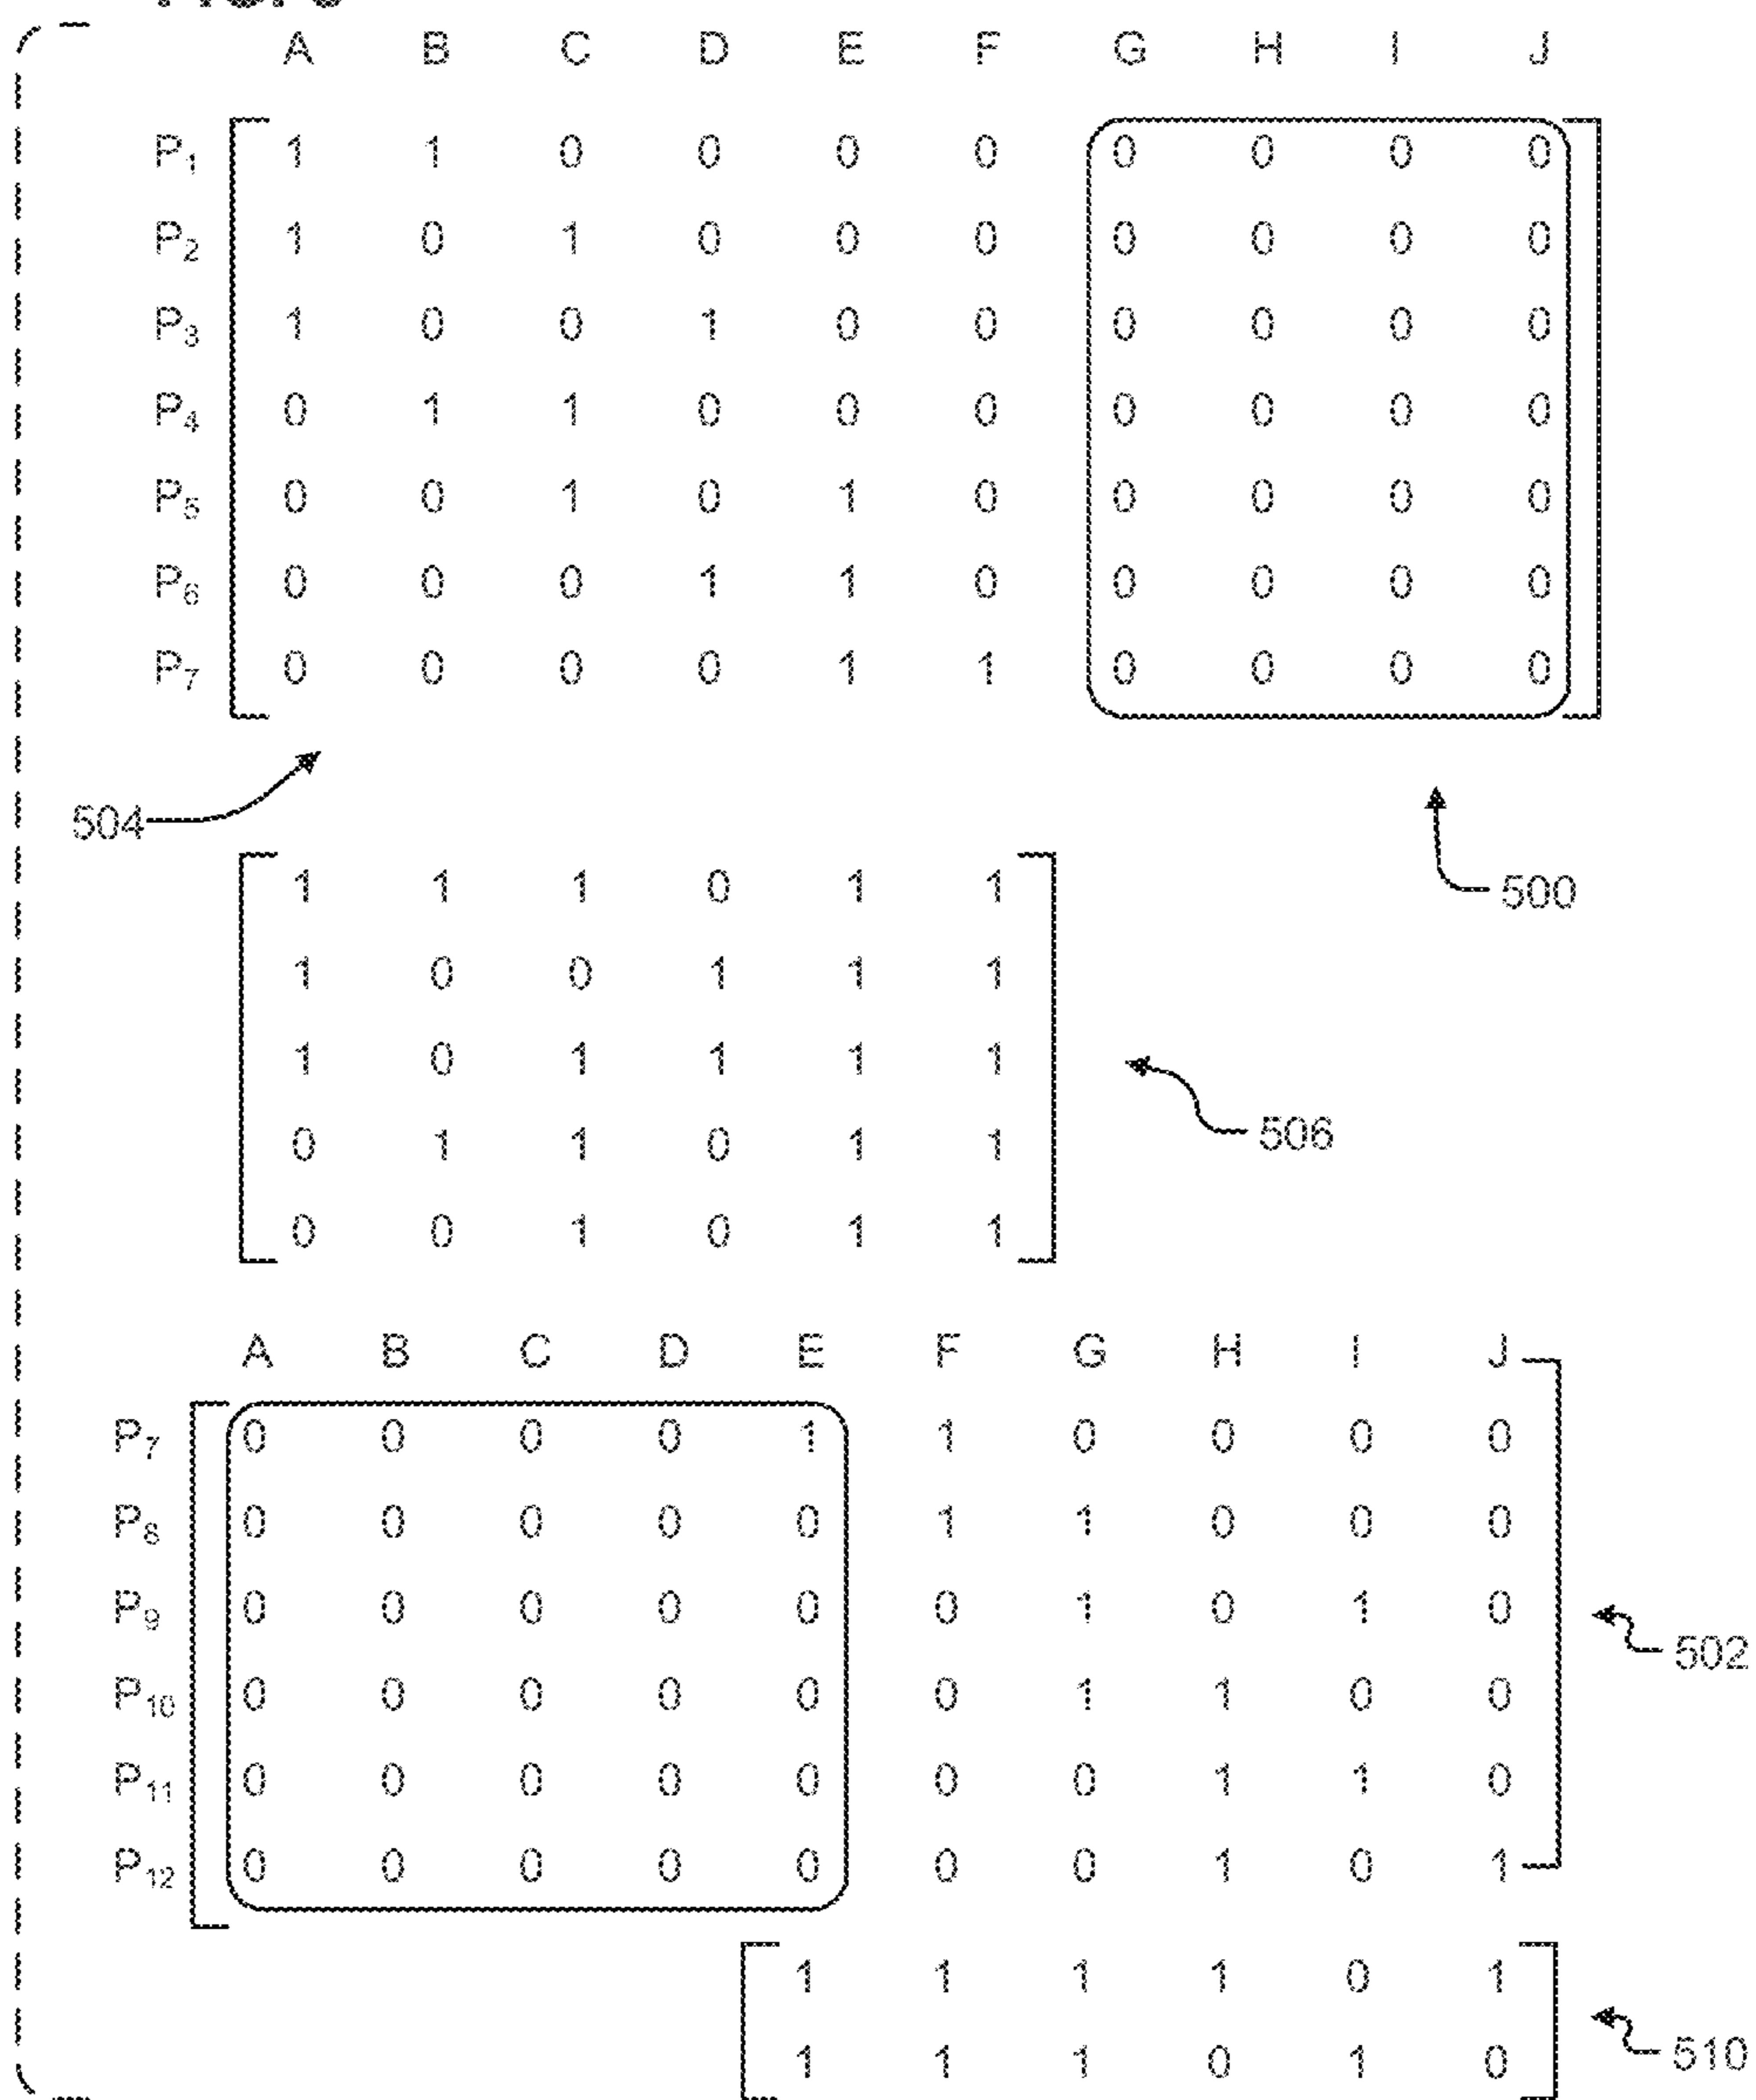 A B C D E F G H I J
P₁ 1 1 0 0 0 0 0 0 0 0
P₂ 1 0 1 0 0 0 0 0 0 0
P₃ 1 0 0 1 0 0 0 0 0 0
P₄ 0 1 1 0 0 0 0 0 0 0
P₅ 0 0 1 0 1 0 0 0 0 0
P₆ 0 0 0 1 1 0 0 0 0 0
P₇ 0 0 0 0 1 1 0 0 0 0
504
500
1 1 1 0 1 1
1 0 0 1 1 1
1 0 1 1 1 1
506
0 1 1 0 1 1
0 0 1 0 1 1
A B C D E F G H I J
P₇ 0 0 0 0 1 1 0 0 0 0
P₈ 0 0 0 0 0 1 1 0 0 0
P₉ 0 0 0 0 0 0 1 0 1 0
502
P₁₀ 0 0 0 0 0 0 1 1 0 0
P₁₁ 0 0 0 0 0 0 0 1 1 0
P₁₂ 0 0 0 0 0 0 0 1 0 1
1 1 1 1 0 1
1 1 1 0 1 0
510